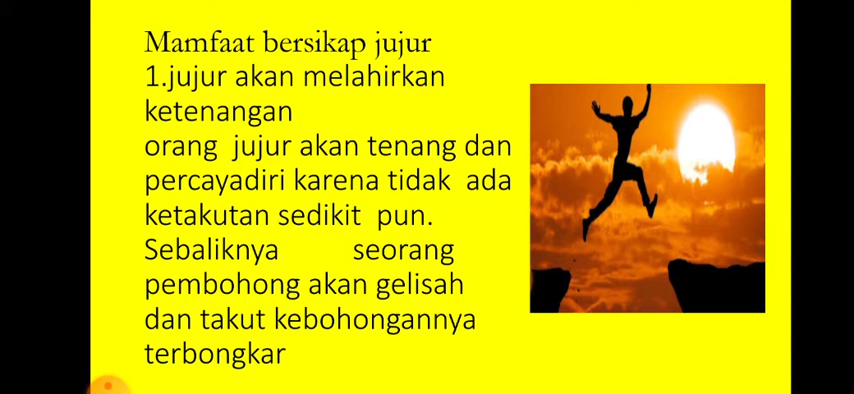 Mamfaat bersikap jujur
1.jujur akan melahirkan
ketenangan
orang jujur akan tenang dan
percayadiri karena tidak ada
ketakutan sedikit pun.
Sebaliknya seorang
pembohong akan gelisah
dan takut kebohongannya
terbongkar